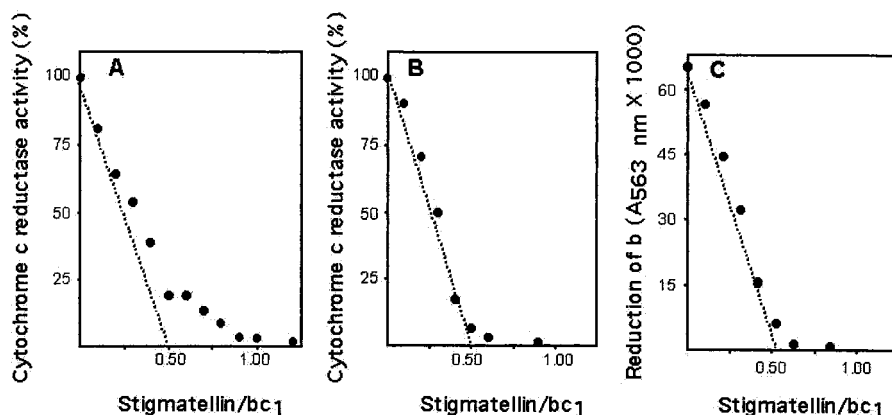 Cytochrome c reductase activity (%)
A
100
75
50
25
0.50
1.00
Stigmatellin/bc1
Cytochrome c reductase activity (%)
B
100
75
50
25
0.50
1.00
Stigmatellin/bc1
Reduction of b (A563 nm X 1000)
C
60
45
30
15
0.50
1.00
Stigmatellin/bc1